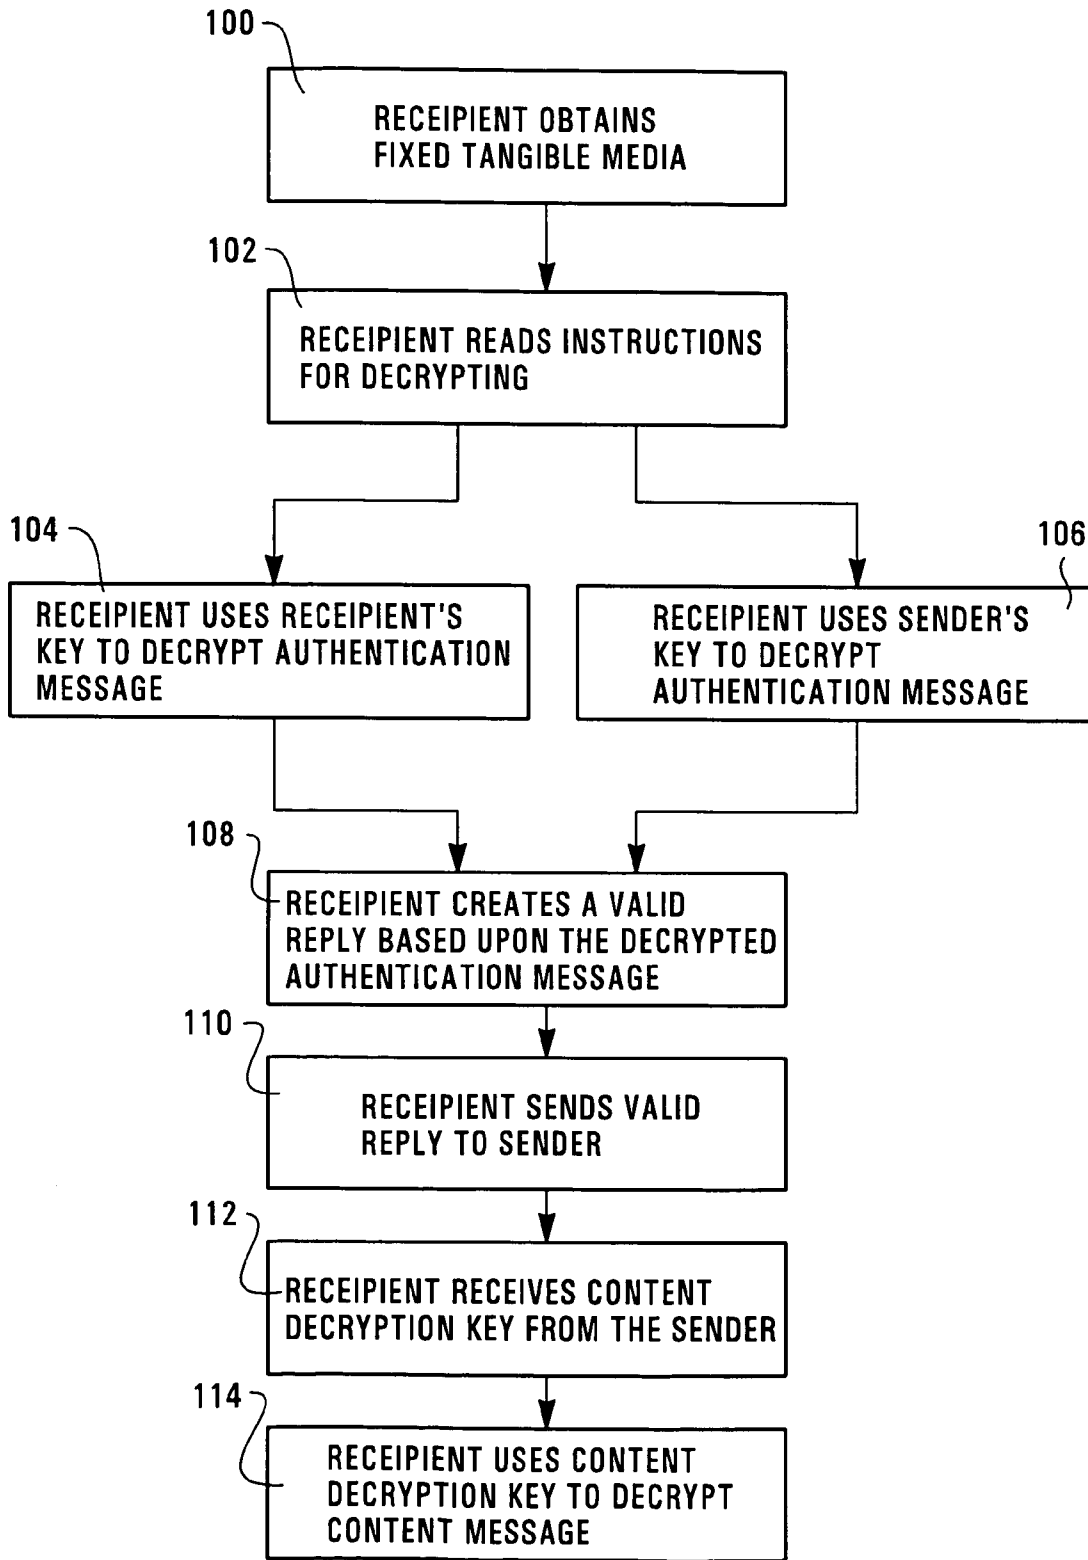 100
RECEIPIENT OBTAINS
FIXED TANGIBLE MEDIA
102
RECEIPIENT READS INSTRUCTIONS
FOR DECRYPTING
104
RECEIPIENT USES RECEIPIENT'S
KEY TO DECRYPT AUTHENTICATION
MESSAGE
106
RECEIPIENT USES SENDER'S
KEY TO DECRYPT
AUTHENTICATION MESSAGE
108
RECEIPIENT CREATES A VALID
REPLY BASED UPON THE DECRYPTED
AUTHENTICATION MESSAGE
110
RECEIPIENT SENDS VALID
REPLY TO SENDER
112
RECEIPIENT RECEIVES CONTENT
DECRYPTION KEY FROM THE SENDER
114
RECEIPIENT USES CONTENT
DECRYPTION KEY TO DECRYPT
CONTENT MESSAGE